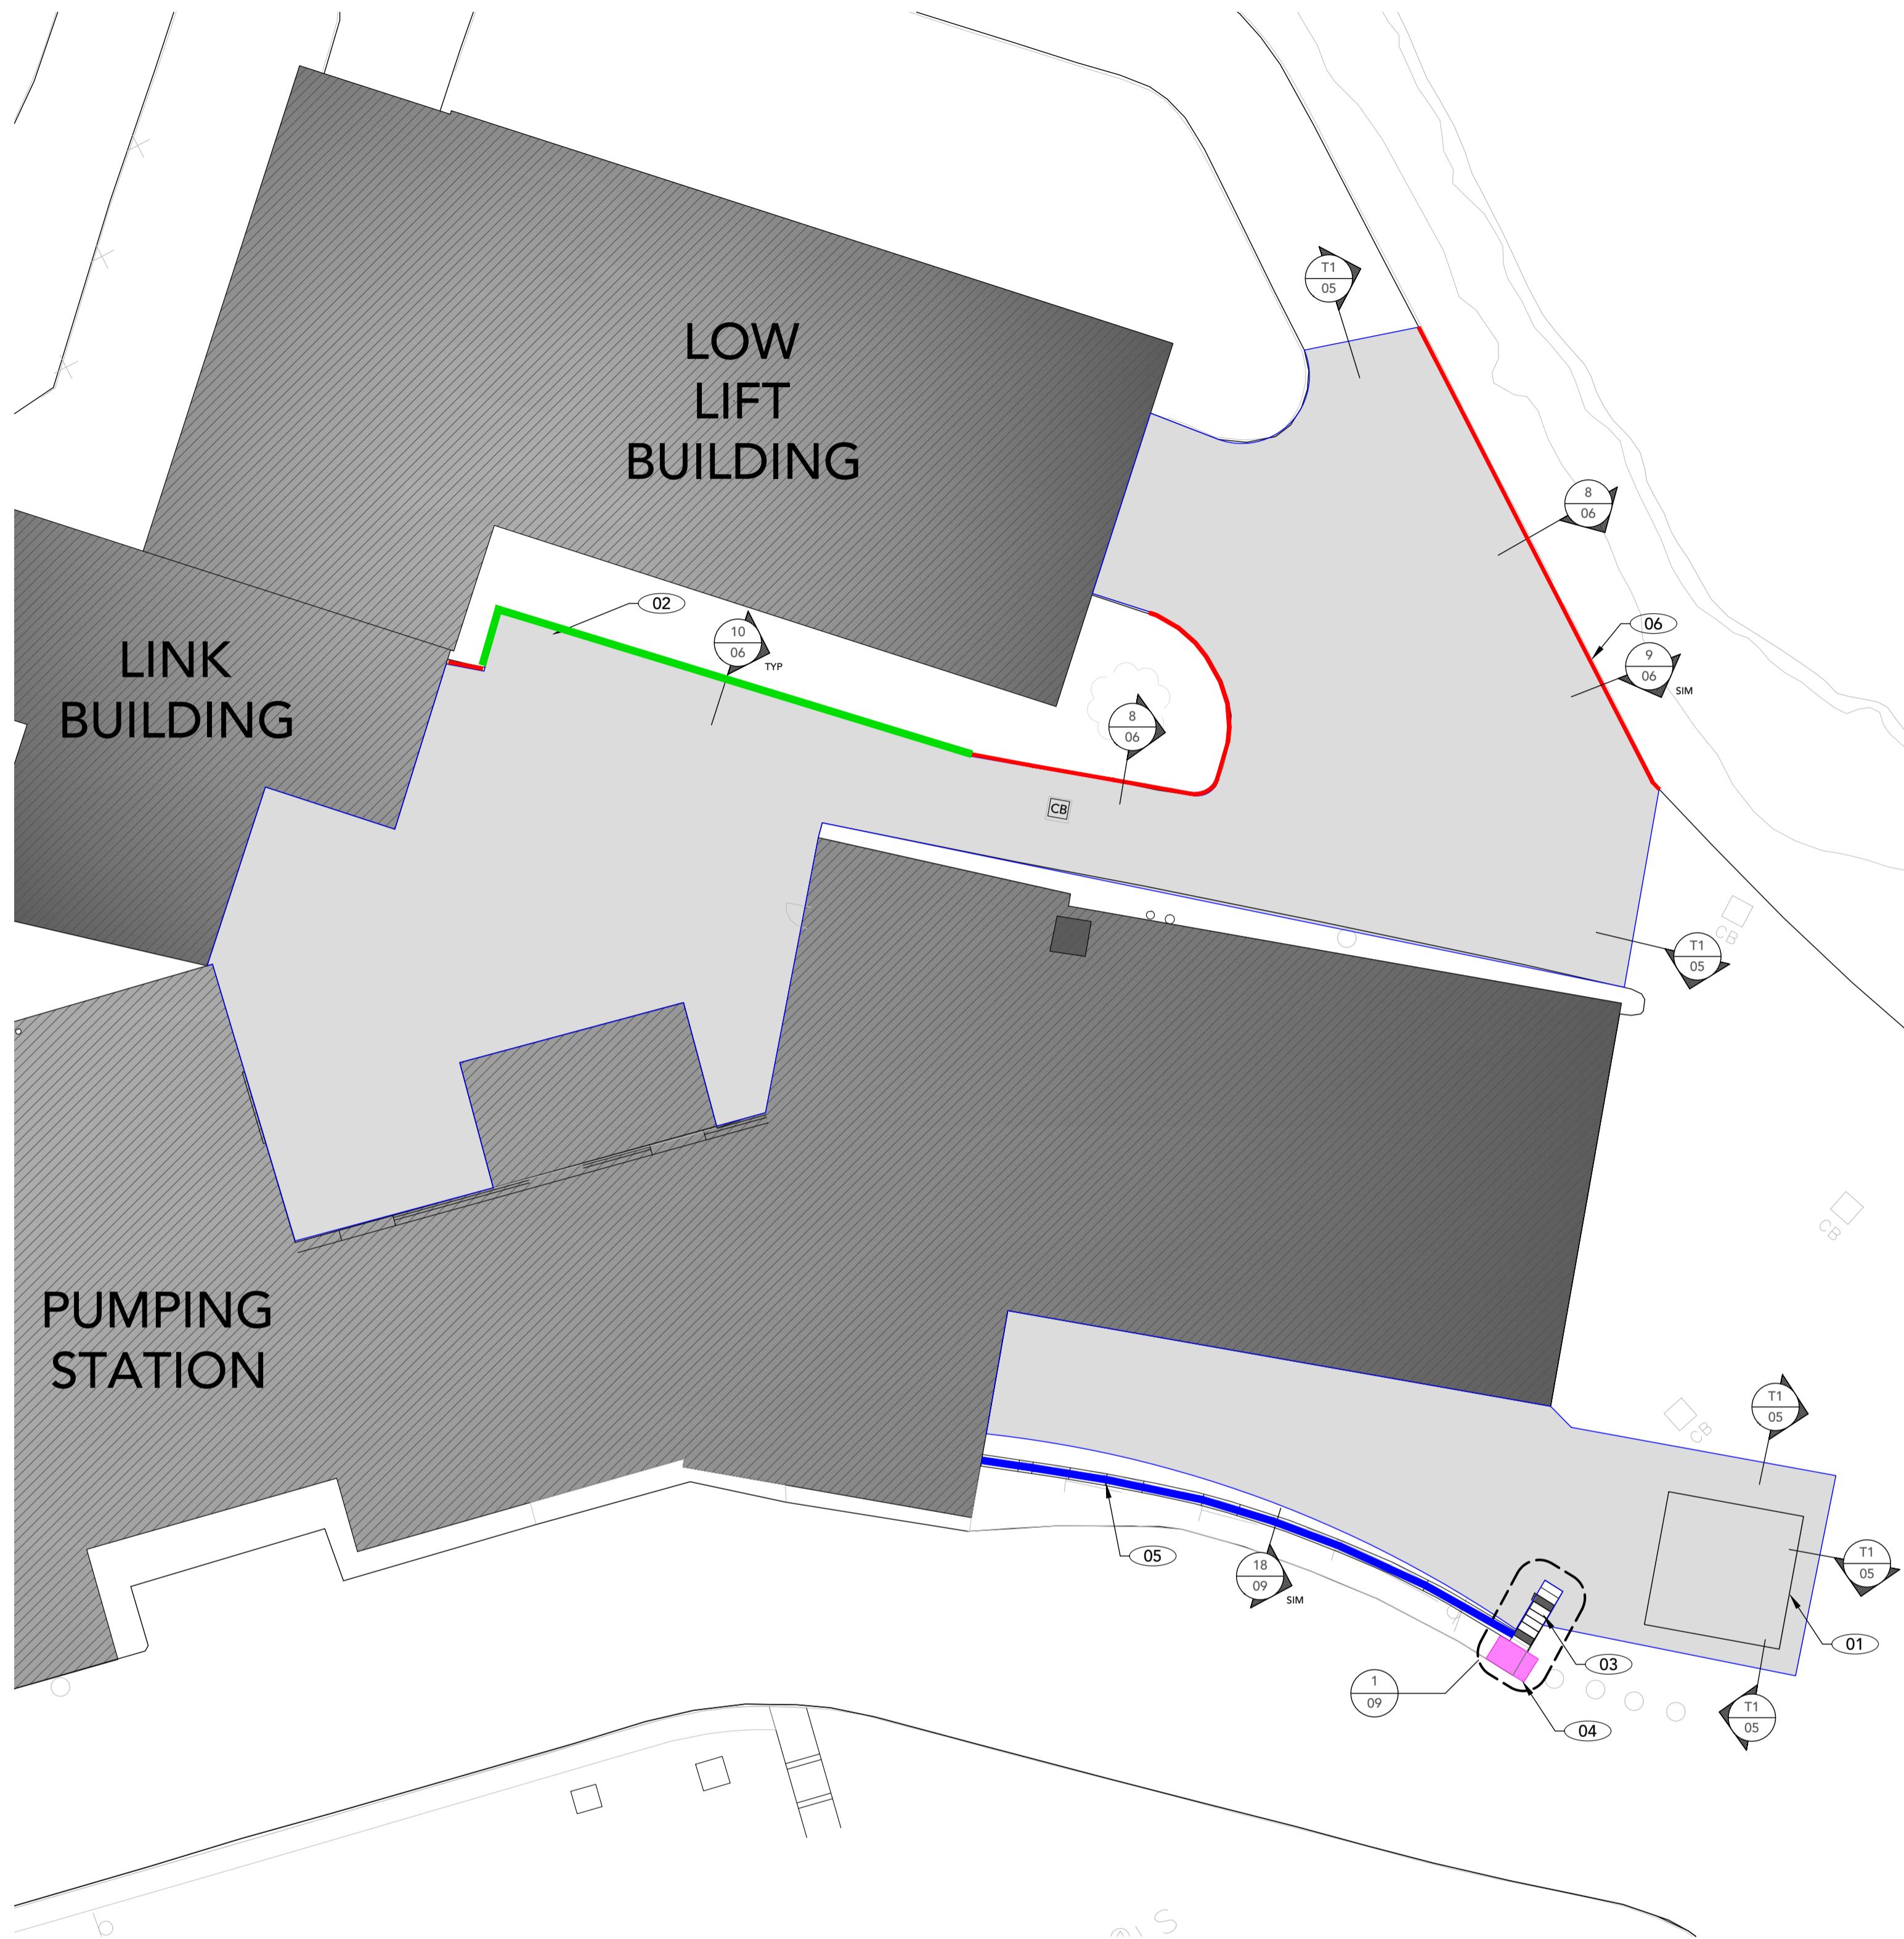 T1
05
LOW
LIFT
BUILDING
8
06
02
06
10
06
TYP
9
06
SIM
LINK
BUILDING
8
06
CB
CB
T1
05
CB
PUMPING
STATION
T1
05
CB
05
18
09
SIM
T1
05
01
03
1
09
04
T1
05